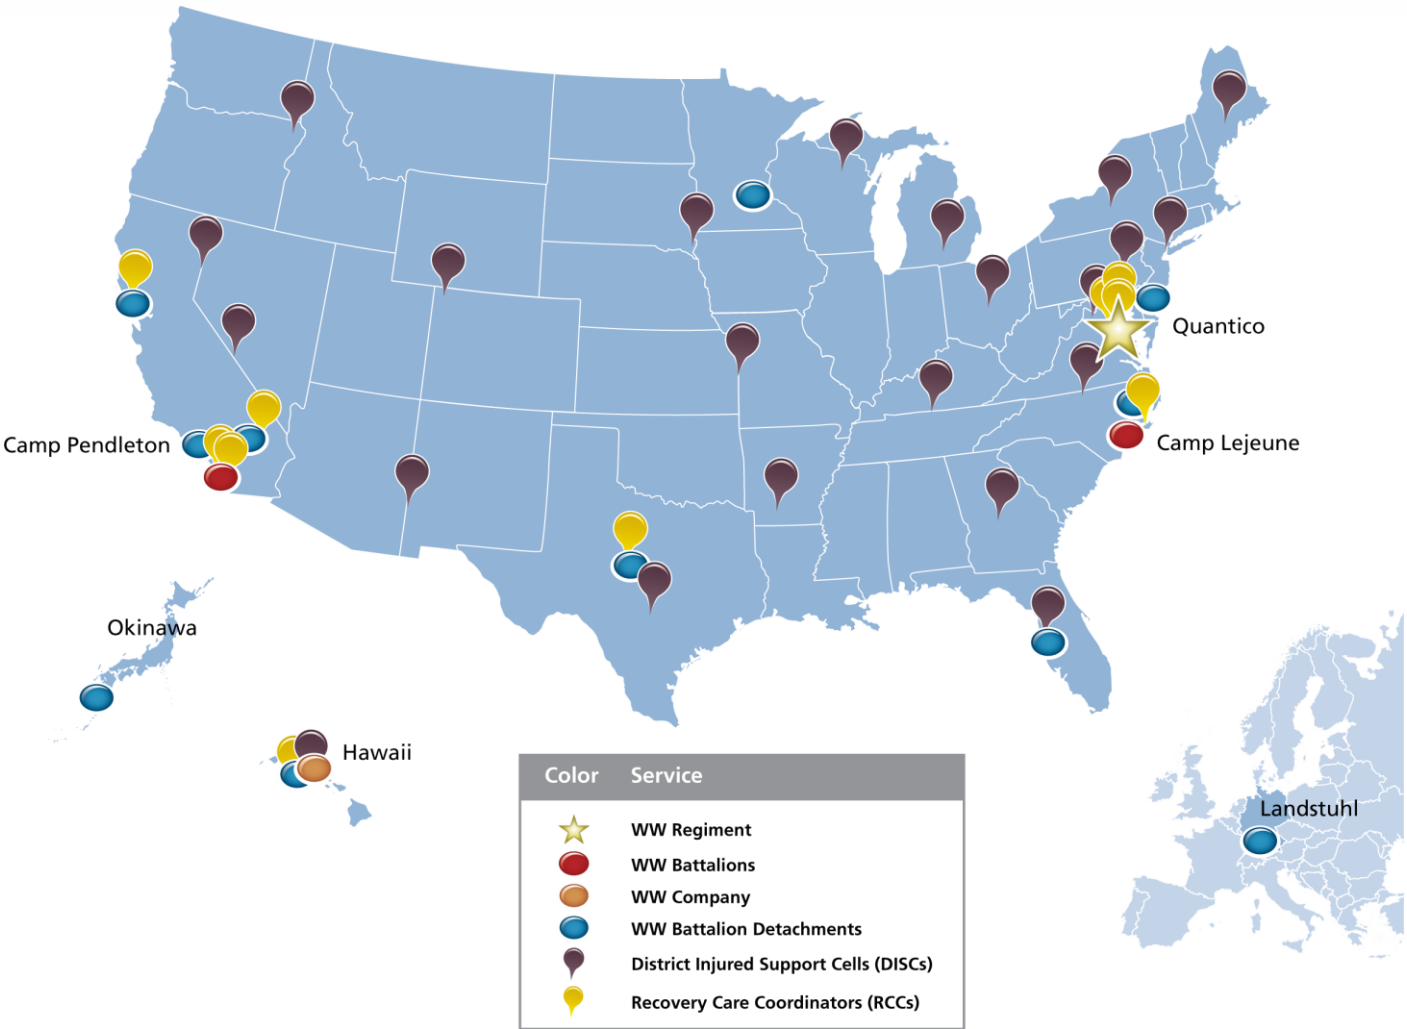 Quantico
Camp Pendleton
Camp Lejeune
Okinawa
Hawaii
Landstuhl
Color Service
WW Regiment
WW Battalions
WW Company
WW Battalion Detachments
District Injured Support Cells (DISCs)
Recovery Care Coordinators (RCCs)